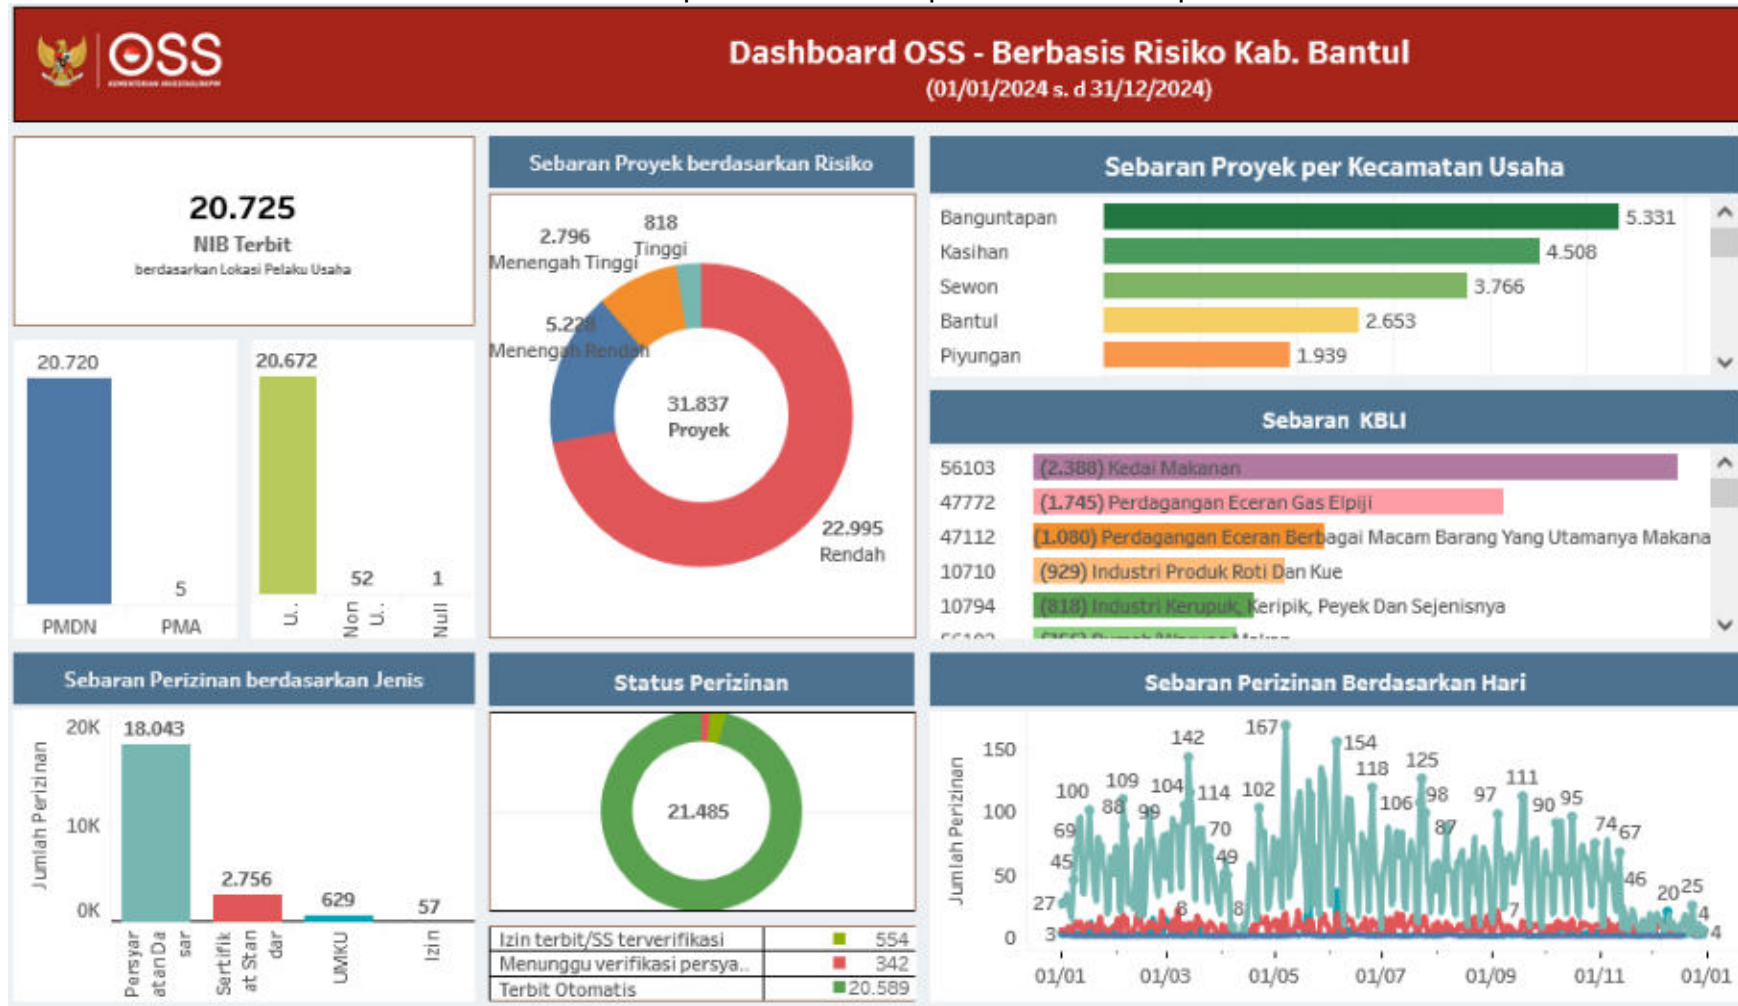 OSS
KEMENTERIAN INVESTASI/BKPM
Dashboard OSS - Berbasis Risiko Kab. Bantul
(01/01/2024 s. d 31/12/2024)
20.725
NIB Terbit
berdasarkan Lokasi Pelaku Usaha
20.720
5
PMDN
PMA
20.672
52
1
U..
Non U..
Null
Sebaran Proyek berdasarkan Risiko
818
Tinggi
2.796
Menengah Tinggi
5.228
Menengah Rendah
31.837
Proyek
22.995
Rendah
Sebaran Proyek per Kecamatan Usaha
Banguntapan 5.331
Kasihan 4.508
Sewon 3.766
Bantul 2.653
Piyungan 1.939
Sebaran KBLI
56103 (2.388) Kedai Makanan
47772 (1.745) Perdagangan Eceran Gas Elpiji
47112 (1.080) Perdagangan Eceran Berbagai Macam Barang Yang Utamanya Makana
10710 (929) Industri Produk Roti Dan Kue
10794 (818) Industri Kerupuk, Keripik, Peyek Dan Sejenisnya
Sebaran Perizinan berdasarkan Jenis
Jumlah Perizinan
20K
10K
0K
18.043
2.756
629
57
Persyar
atanDa
sar
Sertifik
at Stan
dar
UMKU
Izin
Status Perizinan
21.485
Izin terbit/SS terverifikasi 554
Menunggu verifikasi persya.. 342
Terbit Otomatis 20.589
Sebaran Perizinan Berdasarkan Hari
Jumlah Perizinan
150
100
50
0
27
3
45
69
100
88
109
99
104
142
114
70
49
8
8
102
167
154
118
106
125
98
87
97
7
111
90
95
74
67
46
20
25
4
4
01/01 01/03 01/05 01/07 01/09 01/11 01/01